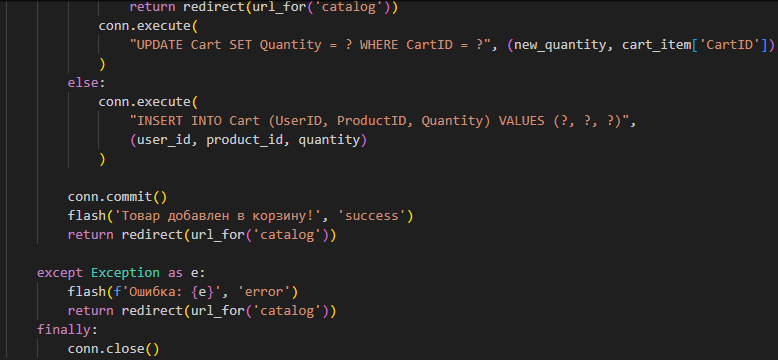 return redirect(url_for('catalog'))
conn.execute(
"UPDATE Cart SET Quantity = ? WHERE CartID = ?", (new_quantity, cart_item['CartID'])
)
else:
conn.execute(
"INSERT INTO Cart (UserID, ProductID, Quantity) VALUES (?, ?, ?)",
(user_id, product_id, quantity)
)
conn.commit()
flash('Товар добавлен в корзину!', 'success')
return redirect(url_for('catalog'))
except Exception as e:
flash(f'Ошибка: {e}', 'error')
return redirect(url_for('catalog'))
finally:
conn.close()